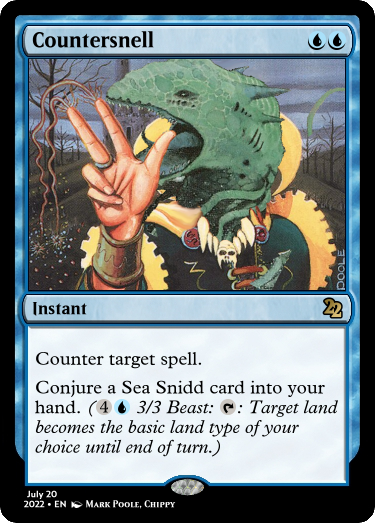 Countersnell
Instant
22
POOLE
Counter target spell.
Conjure a Sea Snidd card into your
hand. (4 3/3 Beast: : Target land
becomes the basic land type of your
choice until end of turn.)
July 20
2022 • EN MARK POOLE, CHIPPY